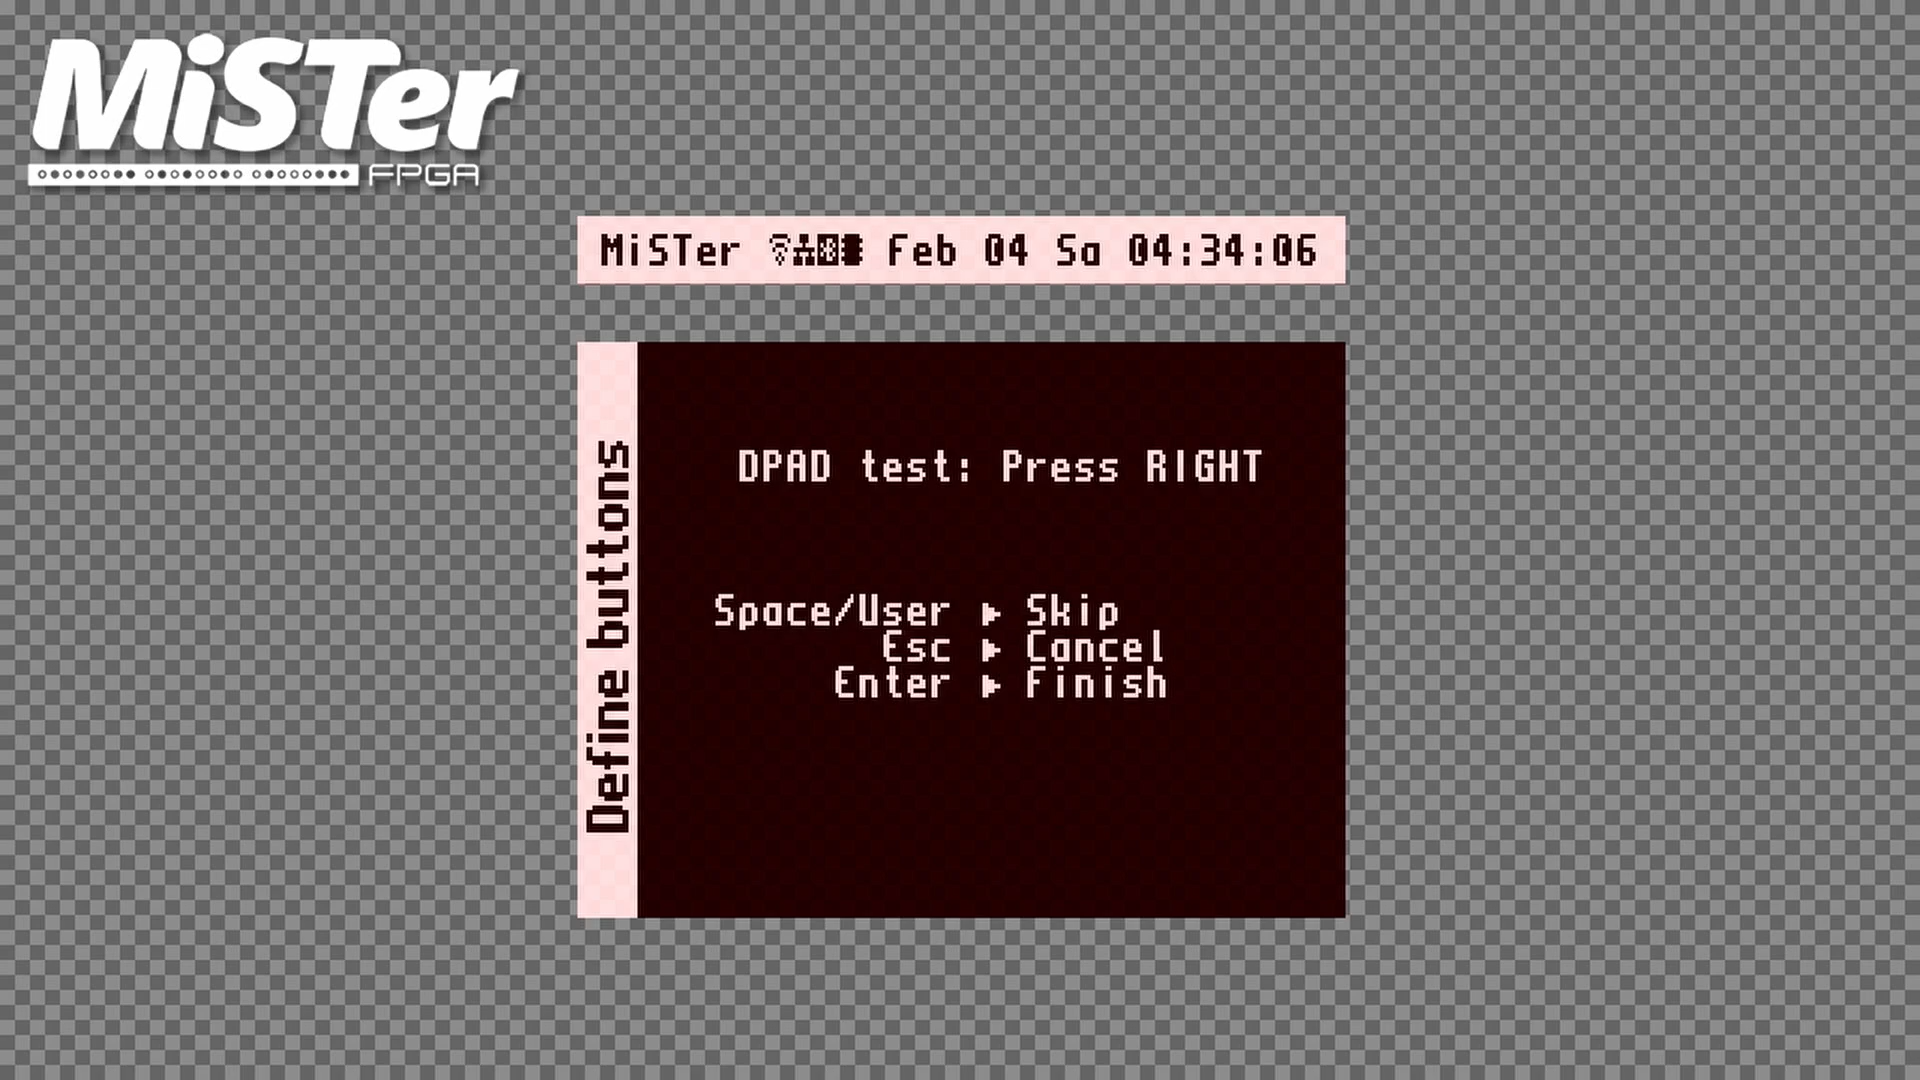 MiSTer
FPGA
MiSTer Feb 04 Sa 04:34:06
Define buttons
DPAD test: Press RIGHT
Space/User ▸ Skip
Esc ▸ Cancel
Enter ▸ Finish